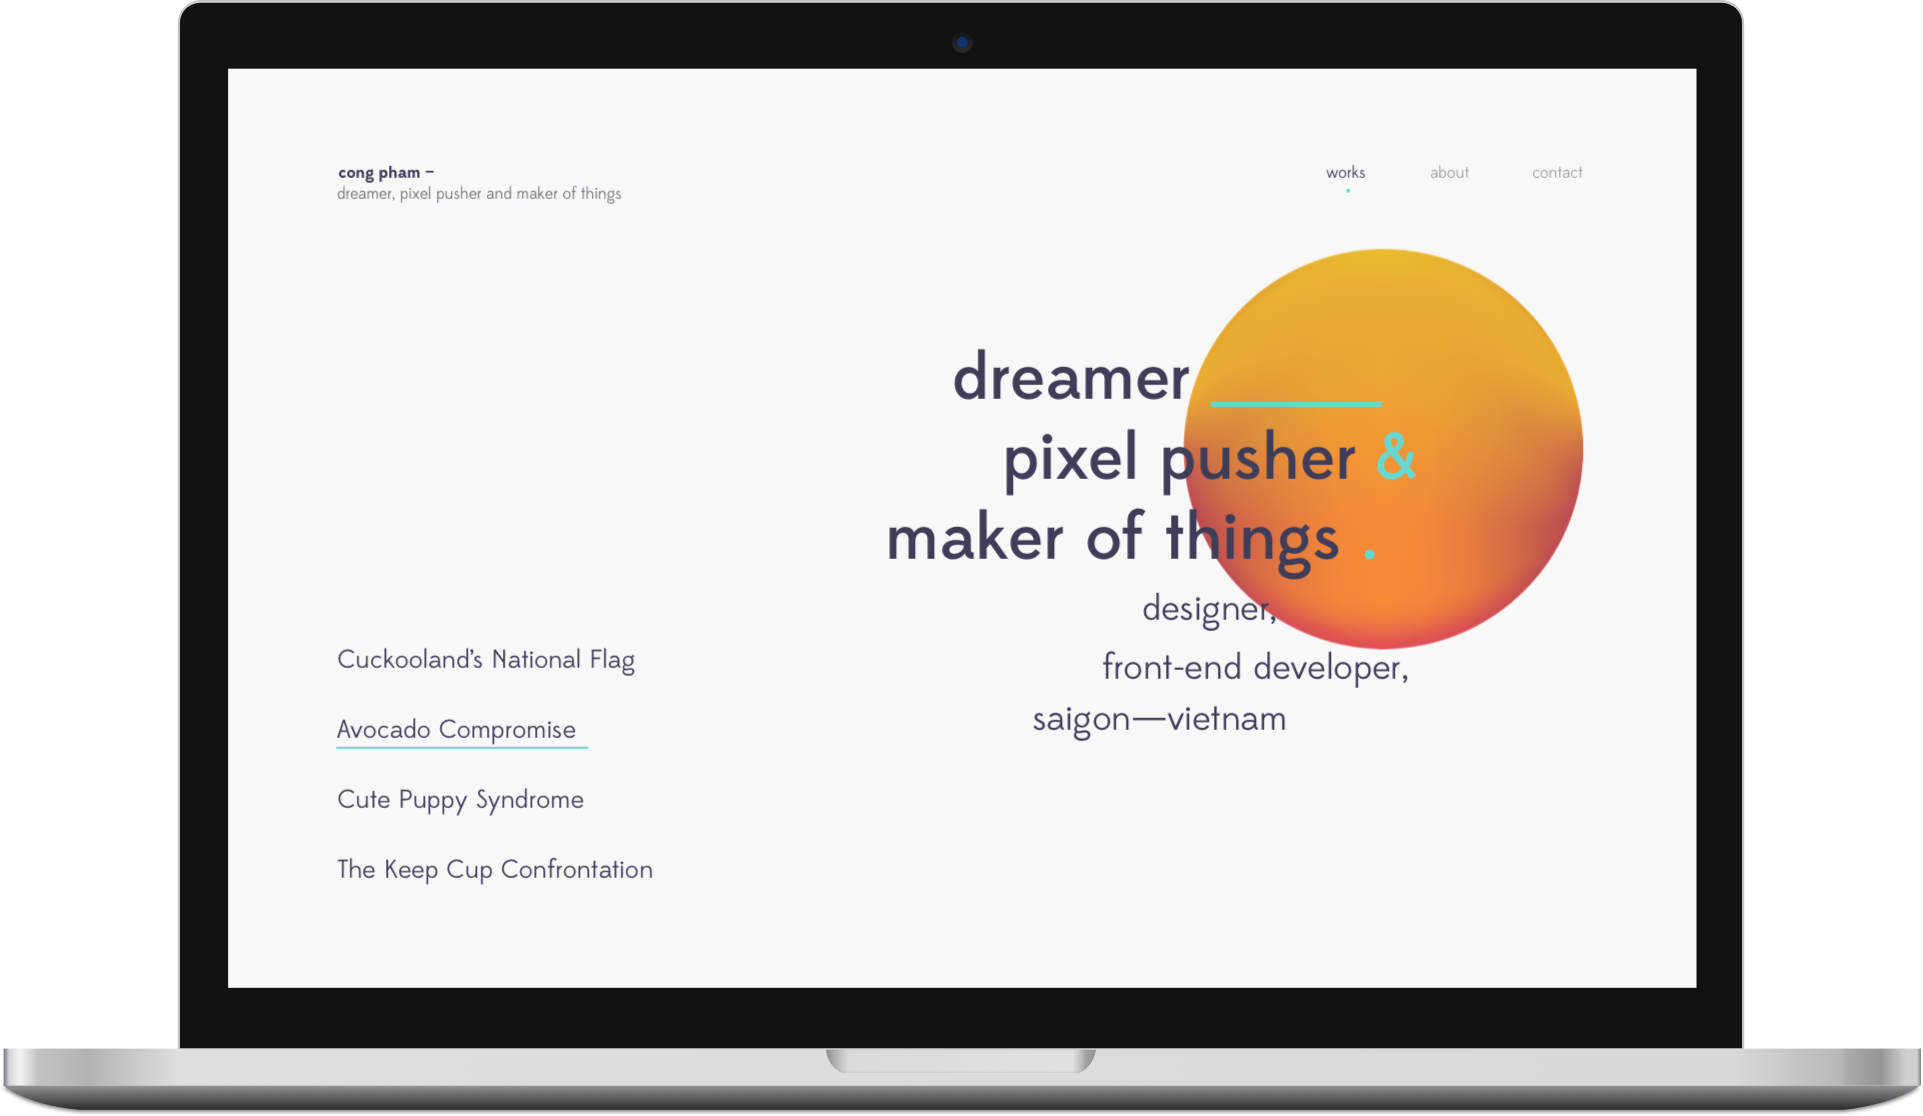 cong pham –
dreamer, pixel pusher and maker of things
works
about
contact
dreamer
pixel pusher &
maker of things .
designer,
front-end developer,
saigon—vietnam
Cuckooland’s National Flag
Avocado Compromise
Cute Puppy Syndrome
The Keep Cup Confrontation